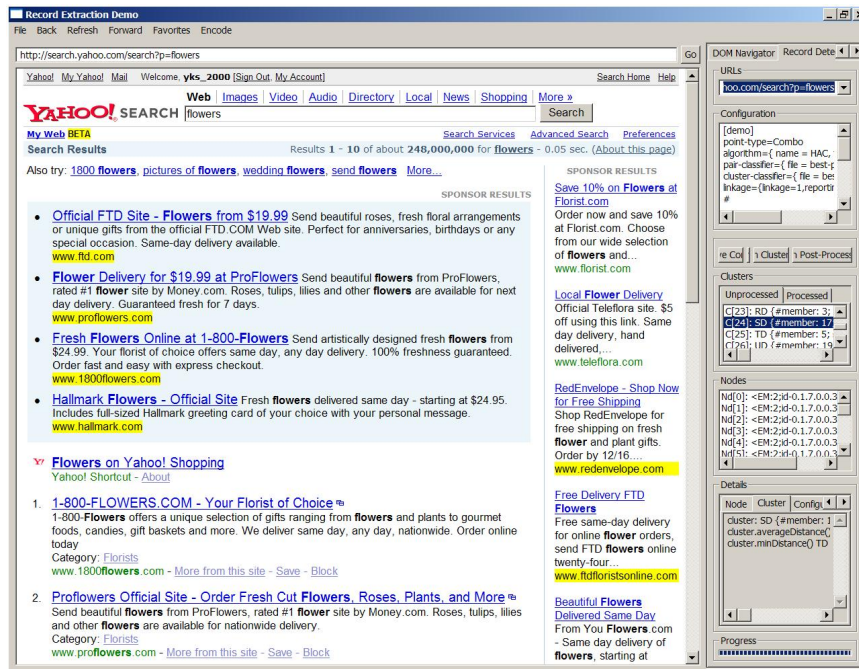 Record Extraction Demo
File Back Refresh Forward Favorites Encode
http://search.yahoo.com/search?p=flowers
Go
Yahoo! My Yahoo! Mail Welcome, yks_2000 [Sign Out, My Account]
Search Home Help
Web Images Video Audio Directory Local News Shopping More »
YAHOO! SEARCH
flowers
Search
My Web BETA
Search Services Advanced Search Preferences
Search Results
Results 1 - 10 of about 248,000,000 for flowers - 0.05 sec. (About this page)
Also try: 1800 flowers, pictures of flowers, wedding flowers, send flowers More...
SPONSOR RESULTS
• Official FTD Site - Flowers from $19.99 Send beautiful roses, fresh floral arrangements
or unique gifts from the official FTD.COM Web site. Perfect for anniversaries, birthdays or any
special occasion. Same-day delivery available.
www.ftd.com
• Flower Delivery for $19.99 at ProFlowers Send beautiful flowers from ProFlowers,
rated #1 flower site by Money.com. Roses, tulips, lilies and other flowers are available for next
day delivery. Guaranteed fresh for 7 days.
www.proflowers.com
• Fresh Flowers Online at 1-800-Flowers Send artistically designed fresh flowers from
$24.99. Your florist of choice offers same day, any day delivery. 100% freshness guaranteed.
Order fast and easy with express checkout.
www.1800flowers.com
• Hallmark Flowers - Official Site Fresh flowers delivered same day - starting at $24.95.
Includes full-sized Hallmark greeting card of your choice with your personal message.
www.hallmark.com
Y! Flowers on Yahoo! Shopping
Yahoo! Shortcut - About
1. 1-800-FLOWERS.COM - Your Florist of Choice
1-800-Flowers offers a unique selection of gifts ranging from flowers and plants to gourmet
foods, candies, gift baskets and more. We deliver same day, any day, nationwide. Order online
today
Category: Florists
www.1800flowers.com - More from this site - Save - Block
2. Proflowers Official Site - Order Fresh Cut Flowers, Roses, Plants, and More
Send beautiful flowers from ProFlowers, rated #1 flower site by Money.com. Roses, tulips, lilies
and other flowers are available for nationwide delivery.
Category: Florists
www.proflowers.com - More from this site - Save - Block
SPONSOR RESULTS
Save 10% on Flowers at
Florist.com
Order now and save 10%
at Florist.com. Choose
from our wide selection
of flowers and...
www.florist.com
Local Flower Delivery
Official Teleflora site. $5
off using this link. Same
day delivery, hand
delivered,...
www.teleflora.com
RedEnvelope - Shop Now
for Free Shipping
Shop RedEnvelope for
free shipping on fresh
flower and plant gifts.
Order by 12/16....
www.redenvelope.com
Free Delivery FTD
Flowers
Free same-day delivery
for online flower orders,
send FTD flowers online
twenty-four...
www.ftdfloristsonline.com
Beautiful Flowers
Delivered Same Day
From You Flowers.com
- Same day delivery of
flowers, starting at
DOM Navigator Record Dete
URLs
hoo.com/search?p=flowers
Configuration
[demo]
point-type=Combo
algorithm={ name = HAC,
pair-classifier={ file = best-p
cluster-classifier={ file = bes
linkage={linkage=1,reportin
#
Cluster Post-Process
Clusters
Unprocessed Processed
C[23]: RD {#member: 3;
C[24]: SD {#member: 17
C[25]: TD {#member: 5;
C[26]: UD {#member: 19
Nodes
Nd[0]: <EM:2;id-0.1.7.0.0.3
Nd[1]: <EM:2;id-0.1.7.0.0.3
Nd[2]: <EM:2;id-0.1.7.0.0.3
Nd[3]: <EM:2;id-0.1.7.0.0.3
Nd[4]: <EM:2;id-0.1.7.0.0.3
Nd[5]: <EM:2;id-0.1.7.0.0.3
Details
Node Cluster Configu
cluster: SD {#member: 1
cluster.averageDistance()
cluster.minDistance() TD
Progress